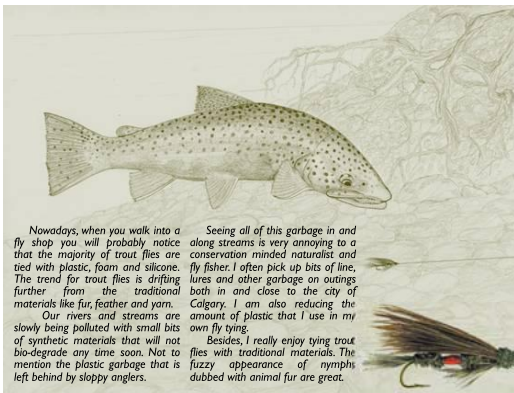 Nowadays, when you walk into a
fly shop you will probably notice
that the majority of trout flies are
tied with plastic, foam and silicone.
The trend for trout flies is drifting
further from the traditional
materials like fur, feather and yarn.
Our rivers and streams are
slowly being polluted with small bits
of synthetic materials that will not
bio-degrade any time soon. Not to
mention the plastic garbage that is
left behind by sloppy anglers.
Seeing all of this garbage in and
along streams is very annoying to a
conservation minded naturalist and
fly fisher. I often pick up bits of line,
lures and other garbage on outings
both in and close to the city of
Calgary. I am also reducing the
amount of plastic that I use in my
own fly tying.
Besides, I really enjoy tying trout
flies with traditional materials. The
fuzzy appearance of nymphs
dubbed with animal fur are great.